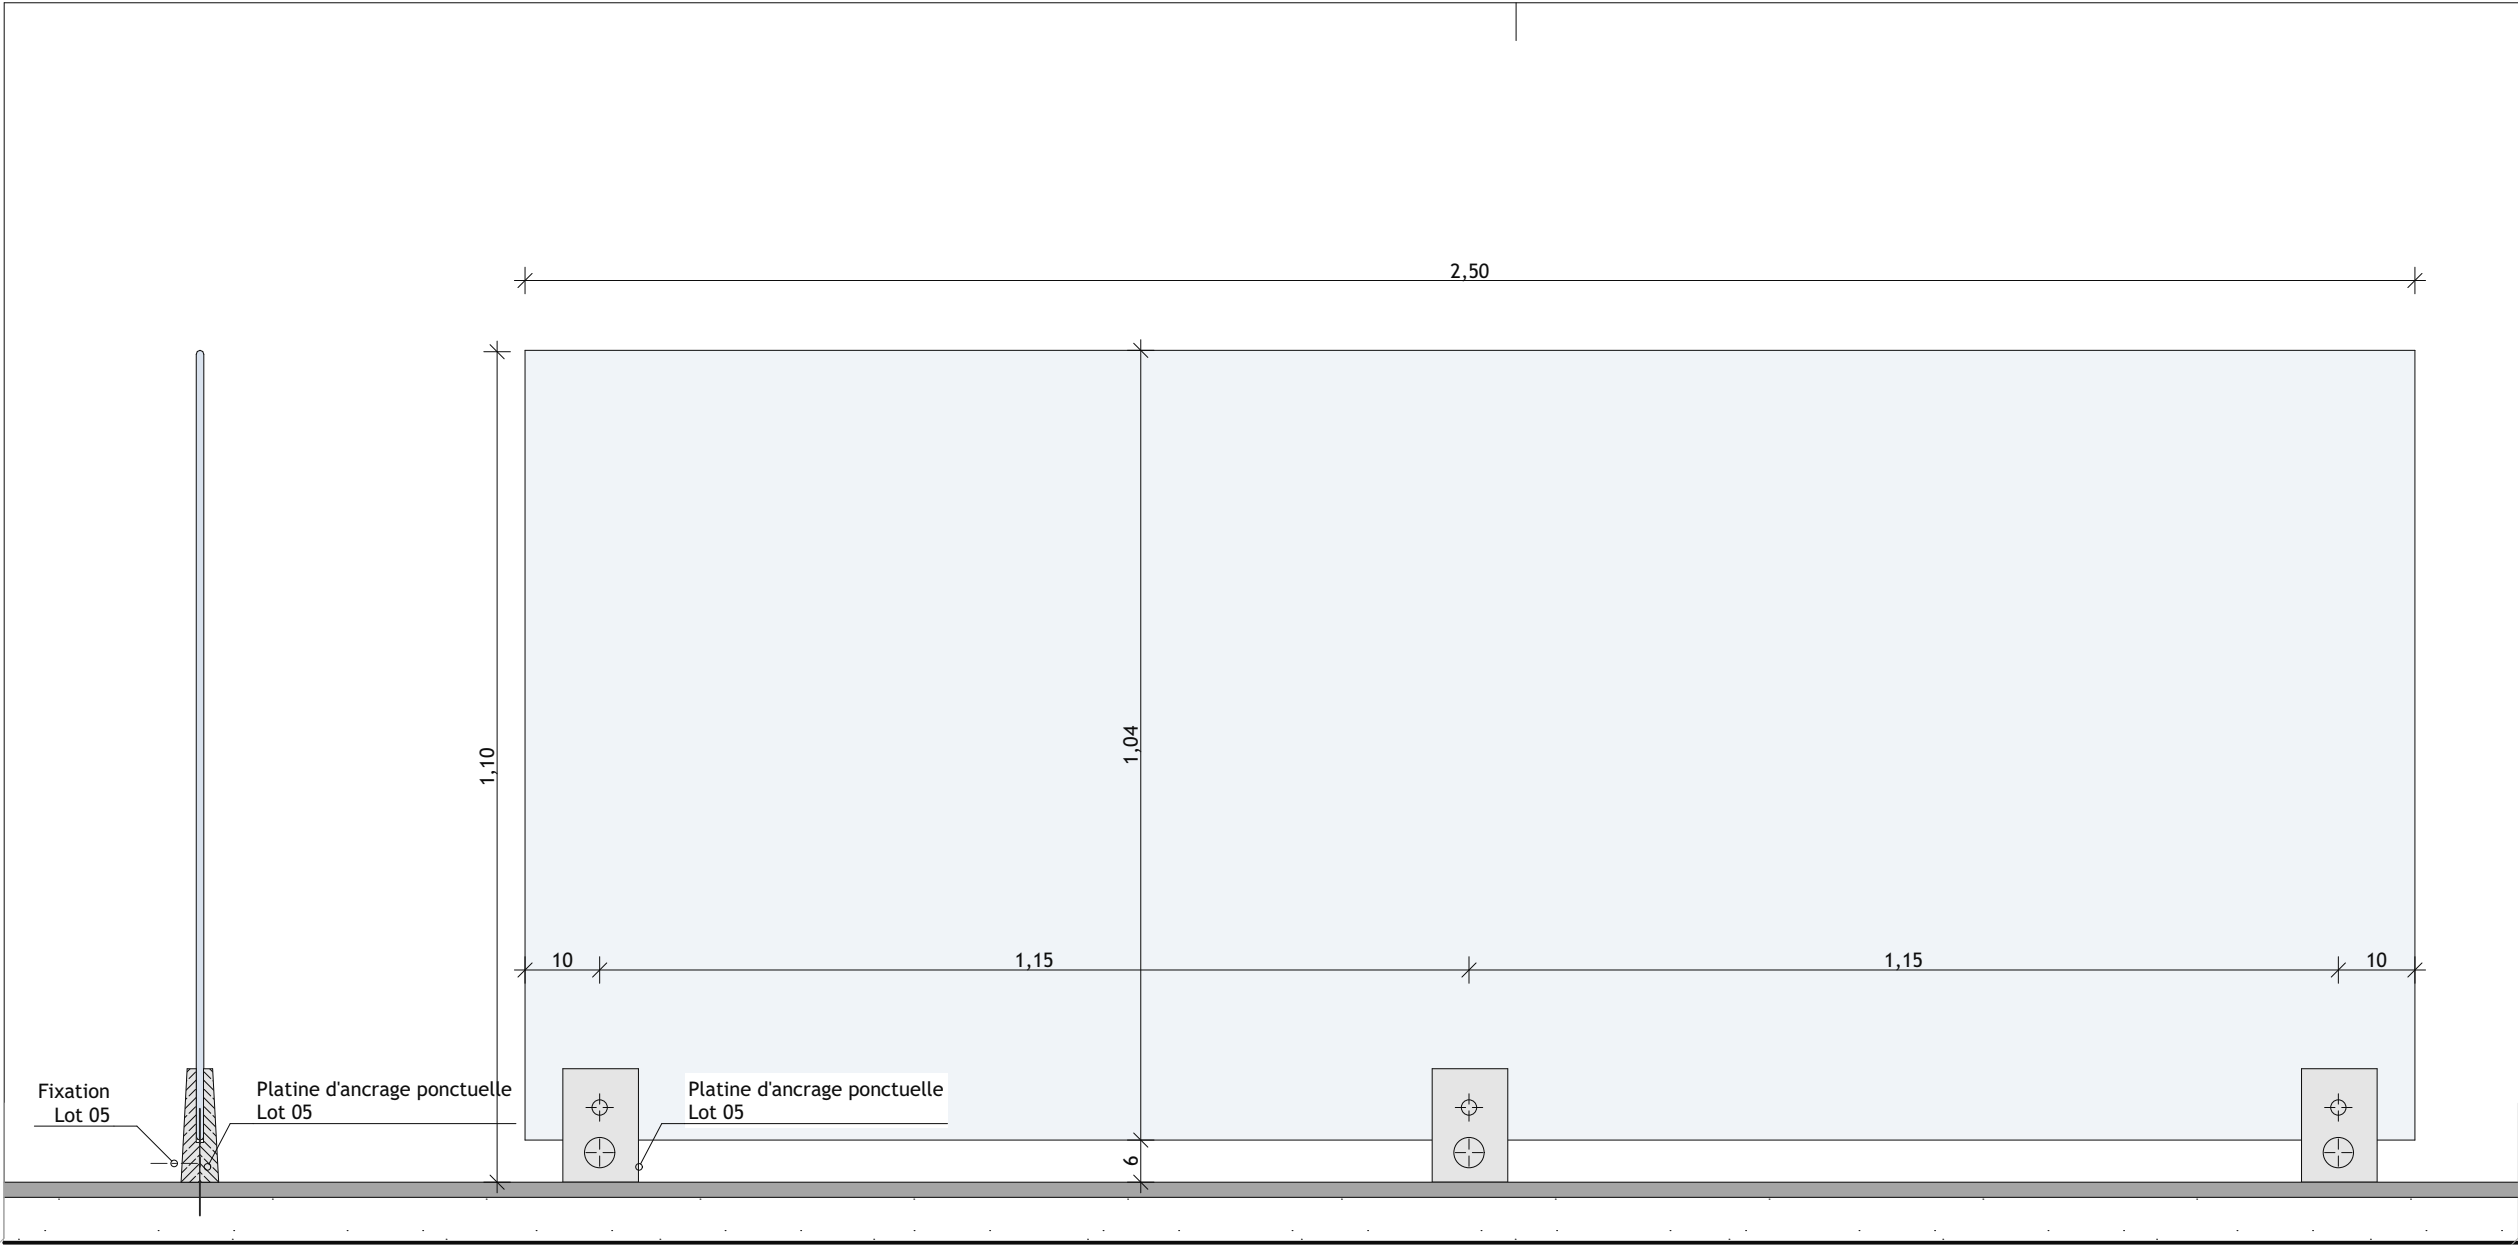 2,50
1,10
1,04
10
1,15
1,15
10
Fixation
Lot 05
Platine d'ancrage ponctuelle
Lot 05
Platine d'ancrage ponctuelle
Lot 05
6